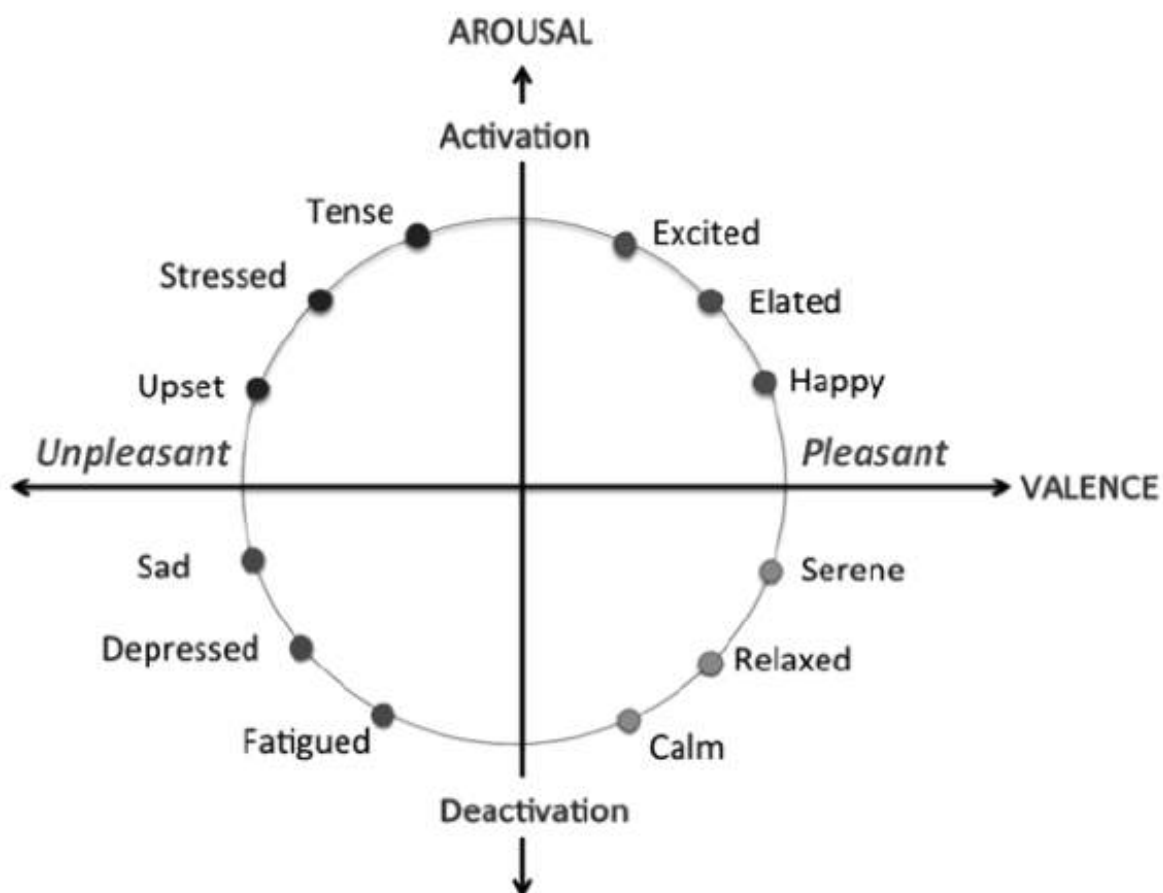 AROUSAL
Activation
Tense
Excited
Stressed
Elated
Upset
Happy
Unpleasant
Pleasant
VALENCE
Sad
Serene
Depressed
Relaxed
Fatigued
Calm
Deactivation